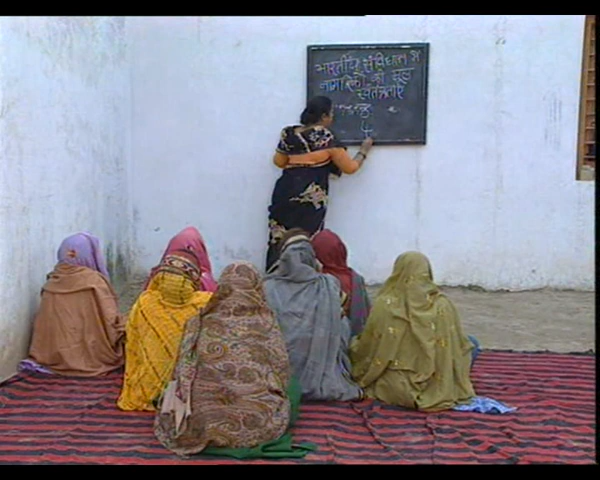 भारतीय संविधान में
नागरिकों की मूल
स्वतंत्रताएं